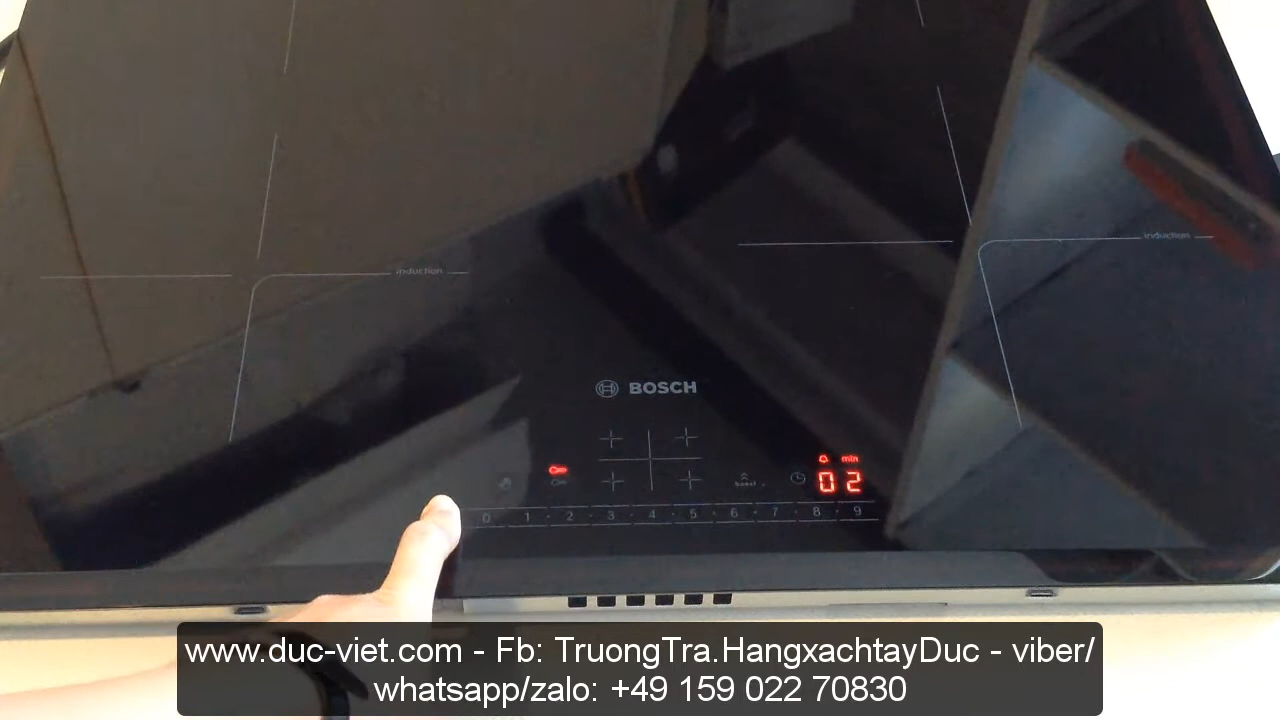 induction
induction
BOSCH
min
boost
02
0 · 1 · 2 · 3 · 4 · 5 · 6 · 7 · 8 · 9
www.duc-viet.com - Fb: TruongTra.HangxachtayDuc - viber/
whatsapp/zalo: +49 159 022 70830